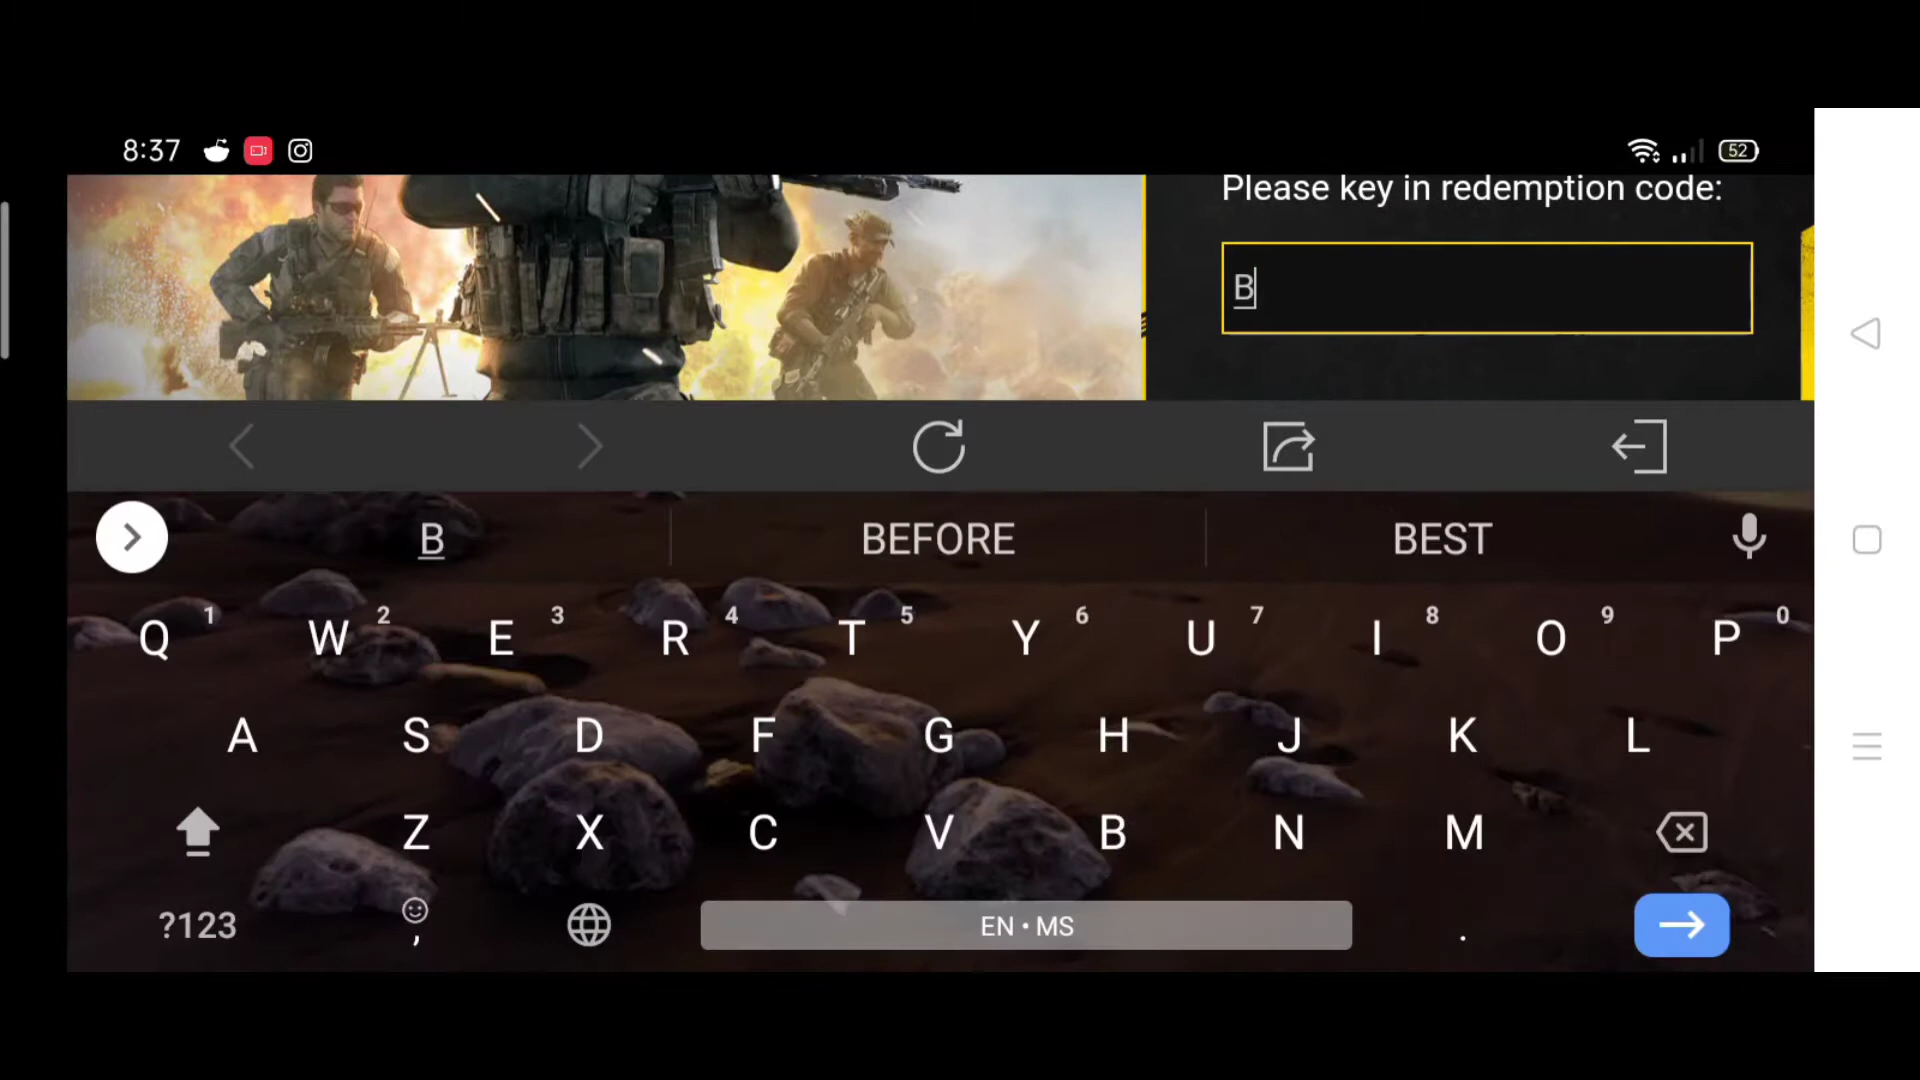 8:37
52
Please key in redemption code:
B
B BEFORE BEST
Q 1 W 2 E 3 R 4 T 5 Y 6 U 7 I 8 O 9 P 0
A S D F G H J K L
Z X C V B N M
?123 , EN • MS .